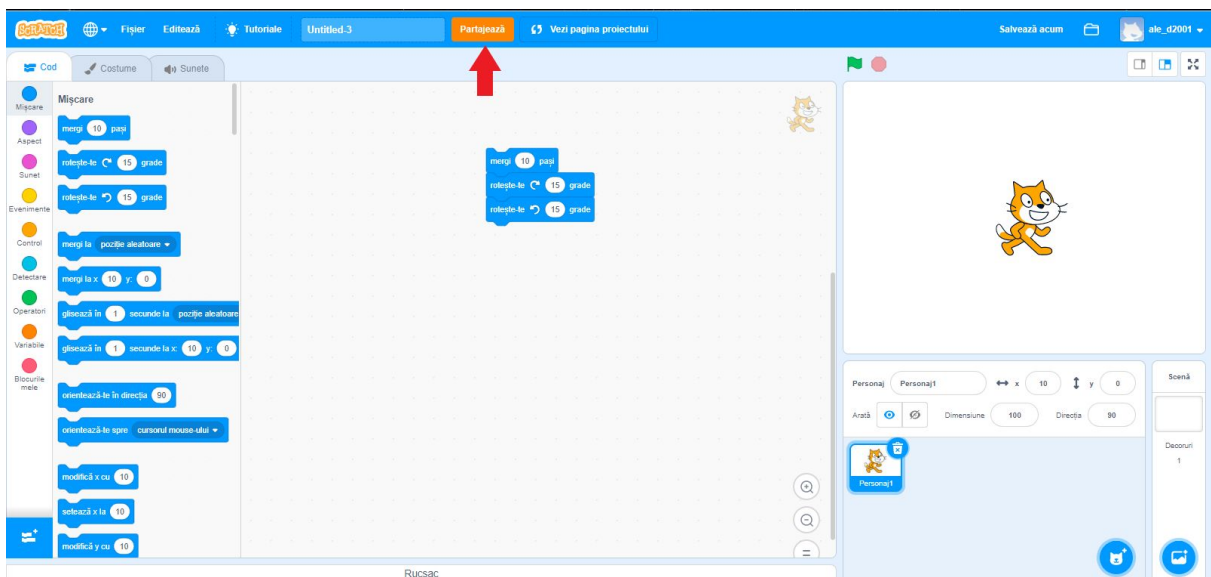 SCRATCH Fișier Editează Tutoriale Untitled-3 Partajează Vezi pagina proiectului Salvează acum ale_d2001
Cod Costume Sunete
Mișcare
Aspect
Sunet
Evenimente
Control
Detectare
Operatori
Variabile
Blocurile
mele
Mișcare
mergi 10 pași
rotește-te 15 grade
rotește-te 15 grade
mergi la poziție aleatoare
mergi la x 10 y: 0
glisează în 1 secunde la poziție aleatoare
glisează în 1 secunde la x: 10 y: 0
orientează-te în direcția 90
orientează-te spre cursorul mouse-ului
modifică x cu 10
setează x la 10
modifică y cu 10
mergi 10 pași
rotește-te 15 grade
rotește-te 15 grade
Rucsac
Personaj Personaj1 x 10 y 0
Arată Dimensiune 100 Direcția 90
Personaj1
Scenă
Decoruri
1